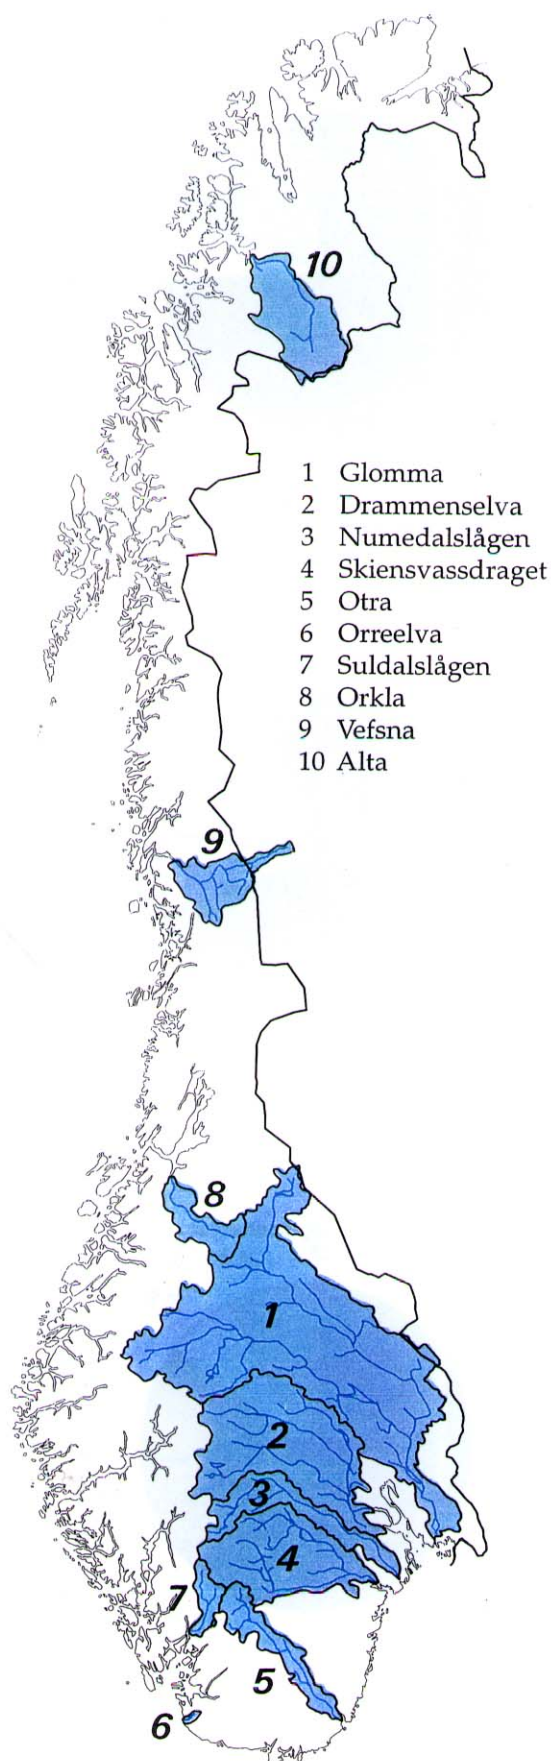 10
1 Glomma
2 Drammenselva
3 Numedalslågen
4 Skiensvassdraget
5 Otra
6 Orreelva
7 Suldalslågen
8 Orkla
9 Vefsna
10 Alta
9
8
1
2
3
4
7
5
6